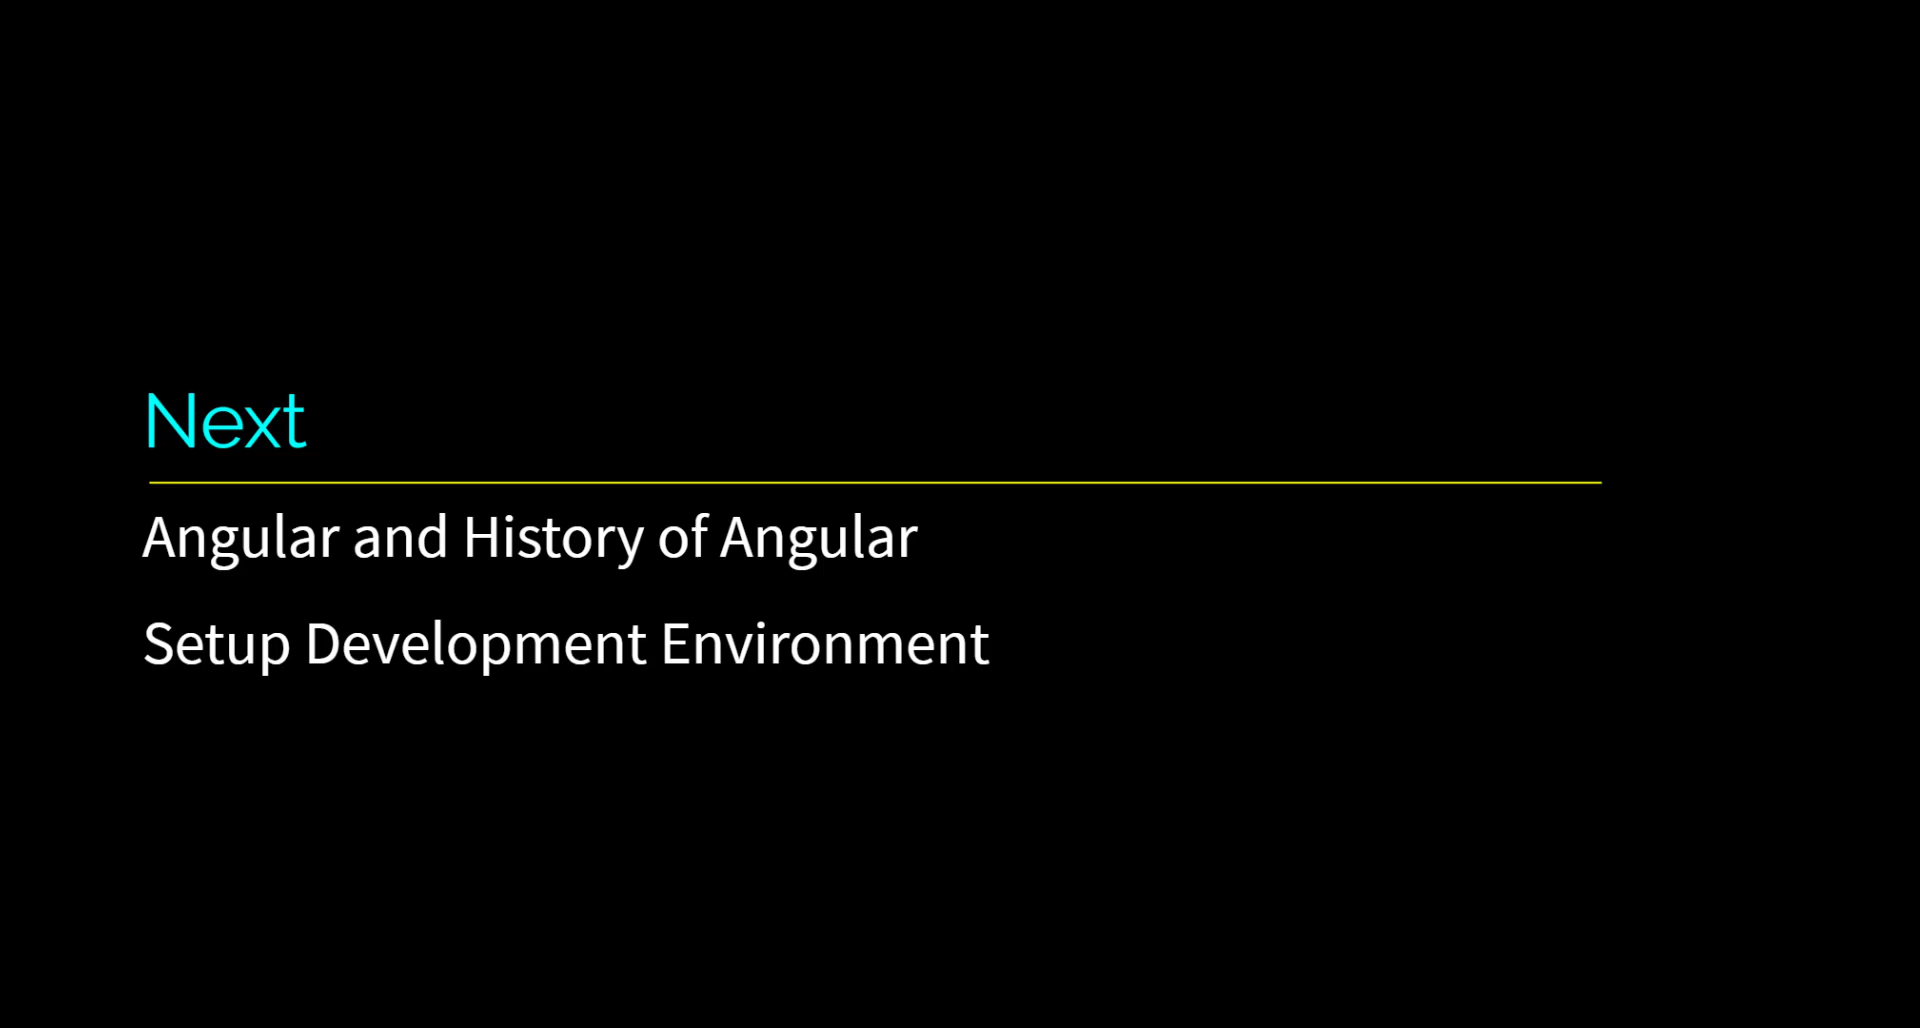 Next
Angular and History of Angular
Setup Development Environment